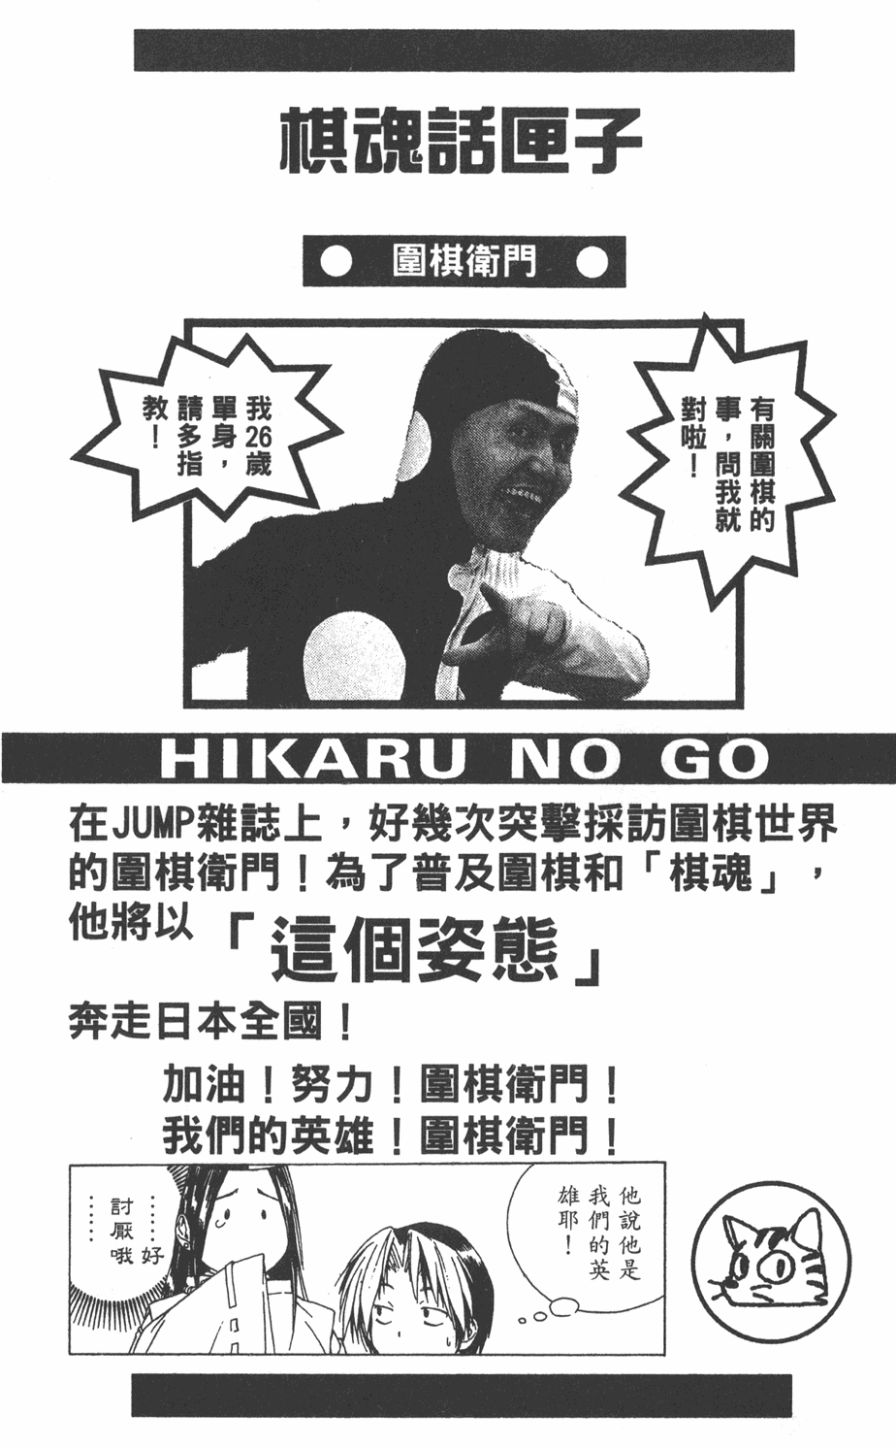 棋魂話匣子
圍棋衛門
有關圍棋的
事，問我就
對啦！
我26歲
單身，
請多指
教！
HIKARU NO GO
在JUMP雜誌上，好幾次突擊採訪圍棋世界
的圍棋衛門！為了普及圍棋和「棋魂」，
他將以「這個姿態」
奔走日本全國！
加油！努力！圍棋衛門！
我們的英雄！圍棋衛門！
他說他是
我們的英
雄耶！
……好
討厭哦
……